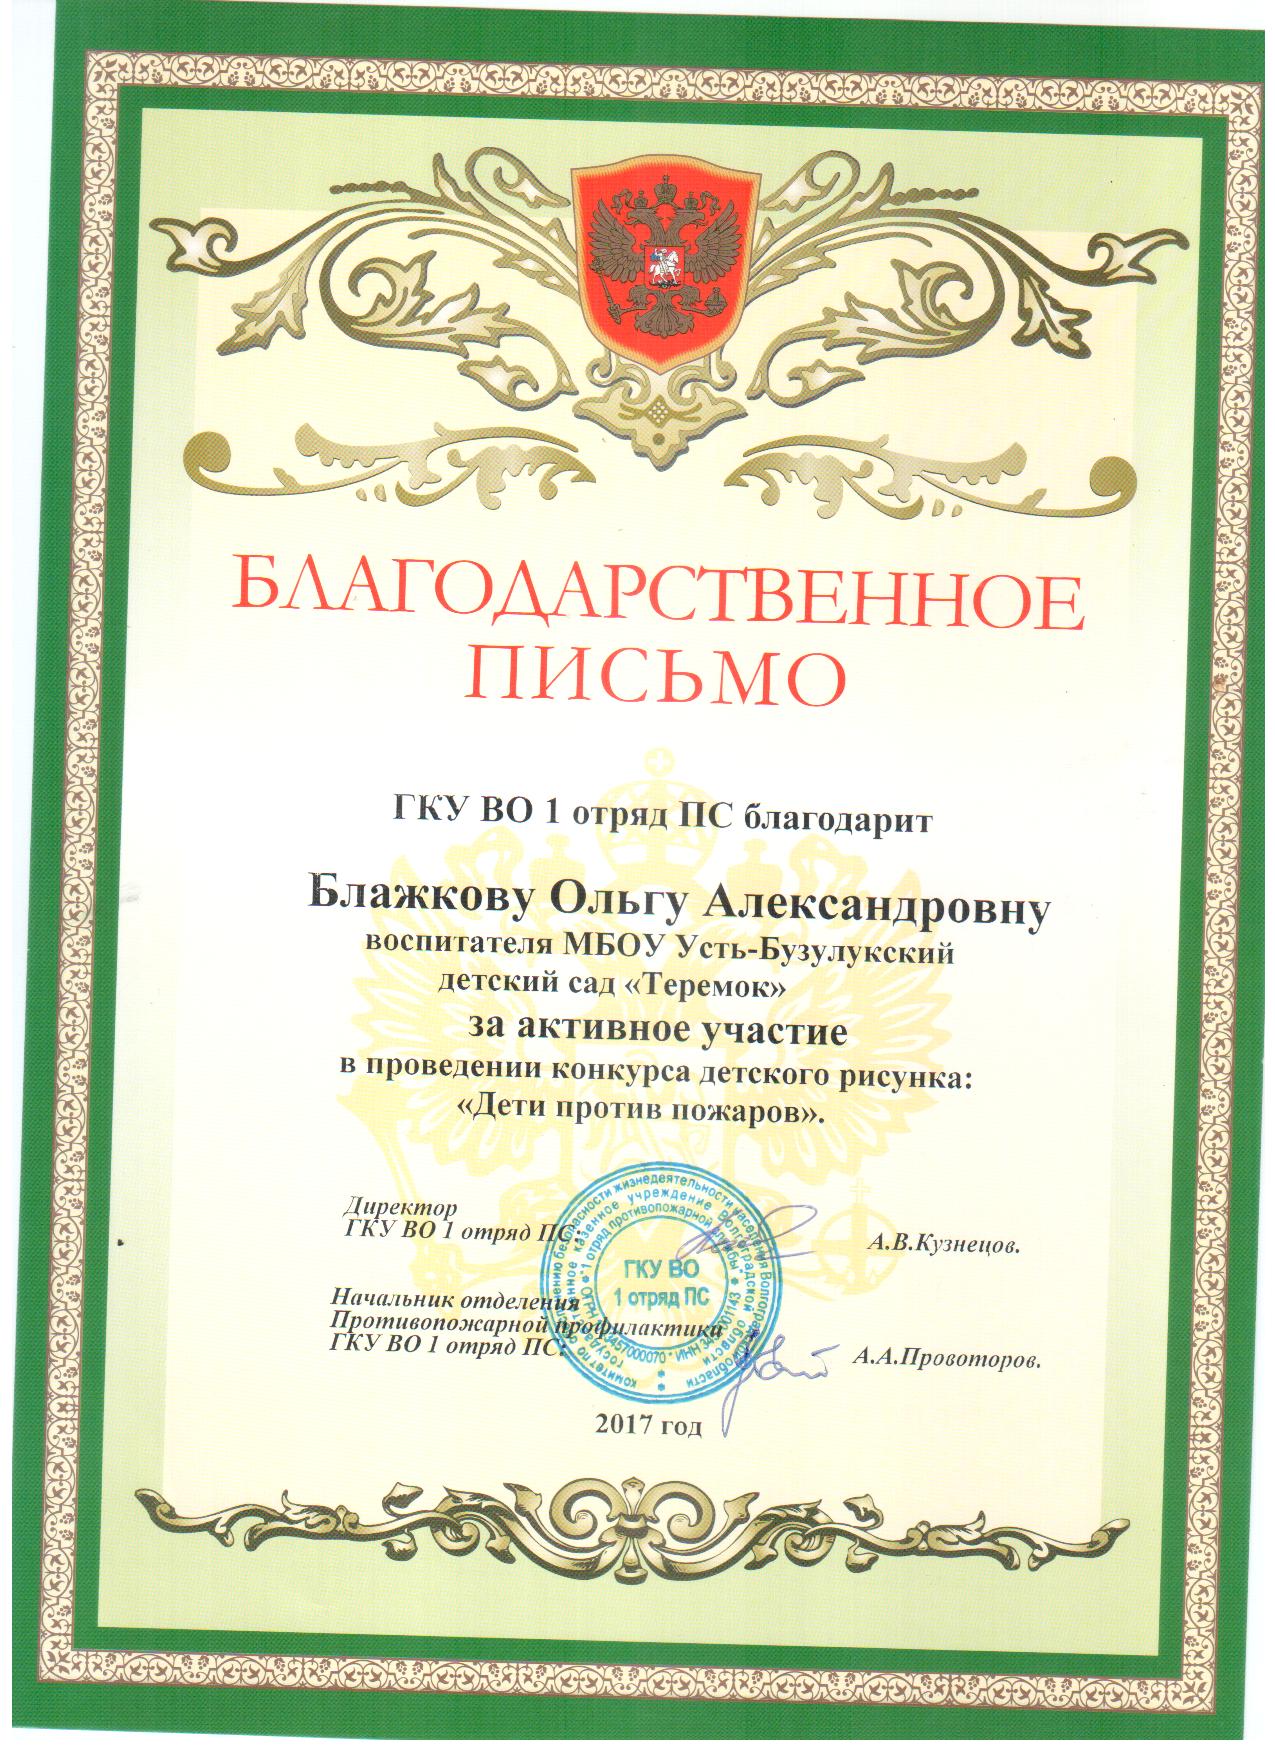 БЛАГОДАРСТВЕННОЕ
ПИСЬМО
ГКУ ВО 1 отряд ПС благодарит
Блажкову Ольгу Александровну
воспитателя МБОУ Усть-Бузулукский
детский сад «Теремок»
за активное участие
в проведении конкурса детского рисунка:
«Дети против пожаров».
Директор
ГКУ ВО 1 отряд ПС: А.В.Кузнецов.
Начальник отделения
Противопожарной профилактики
ГКУ ВО 1 отряд ПС: А.А.Провоторов.
ГКУ ВО
1 отряд ПС
2017 год